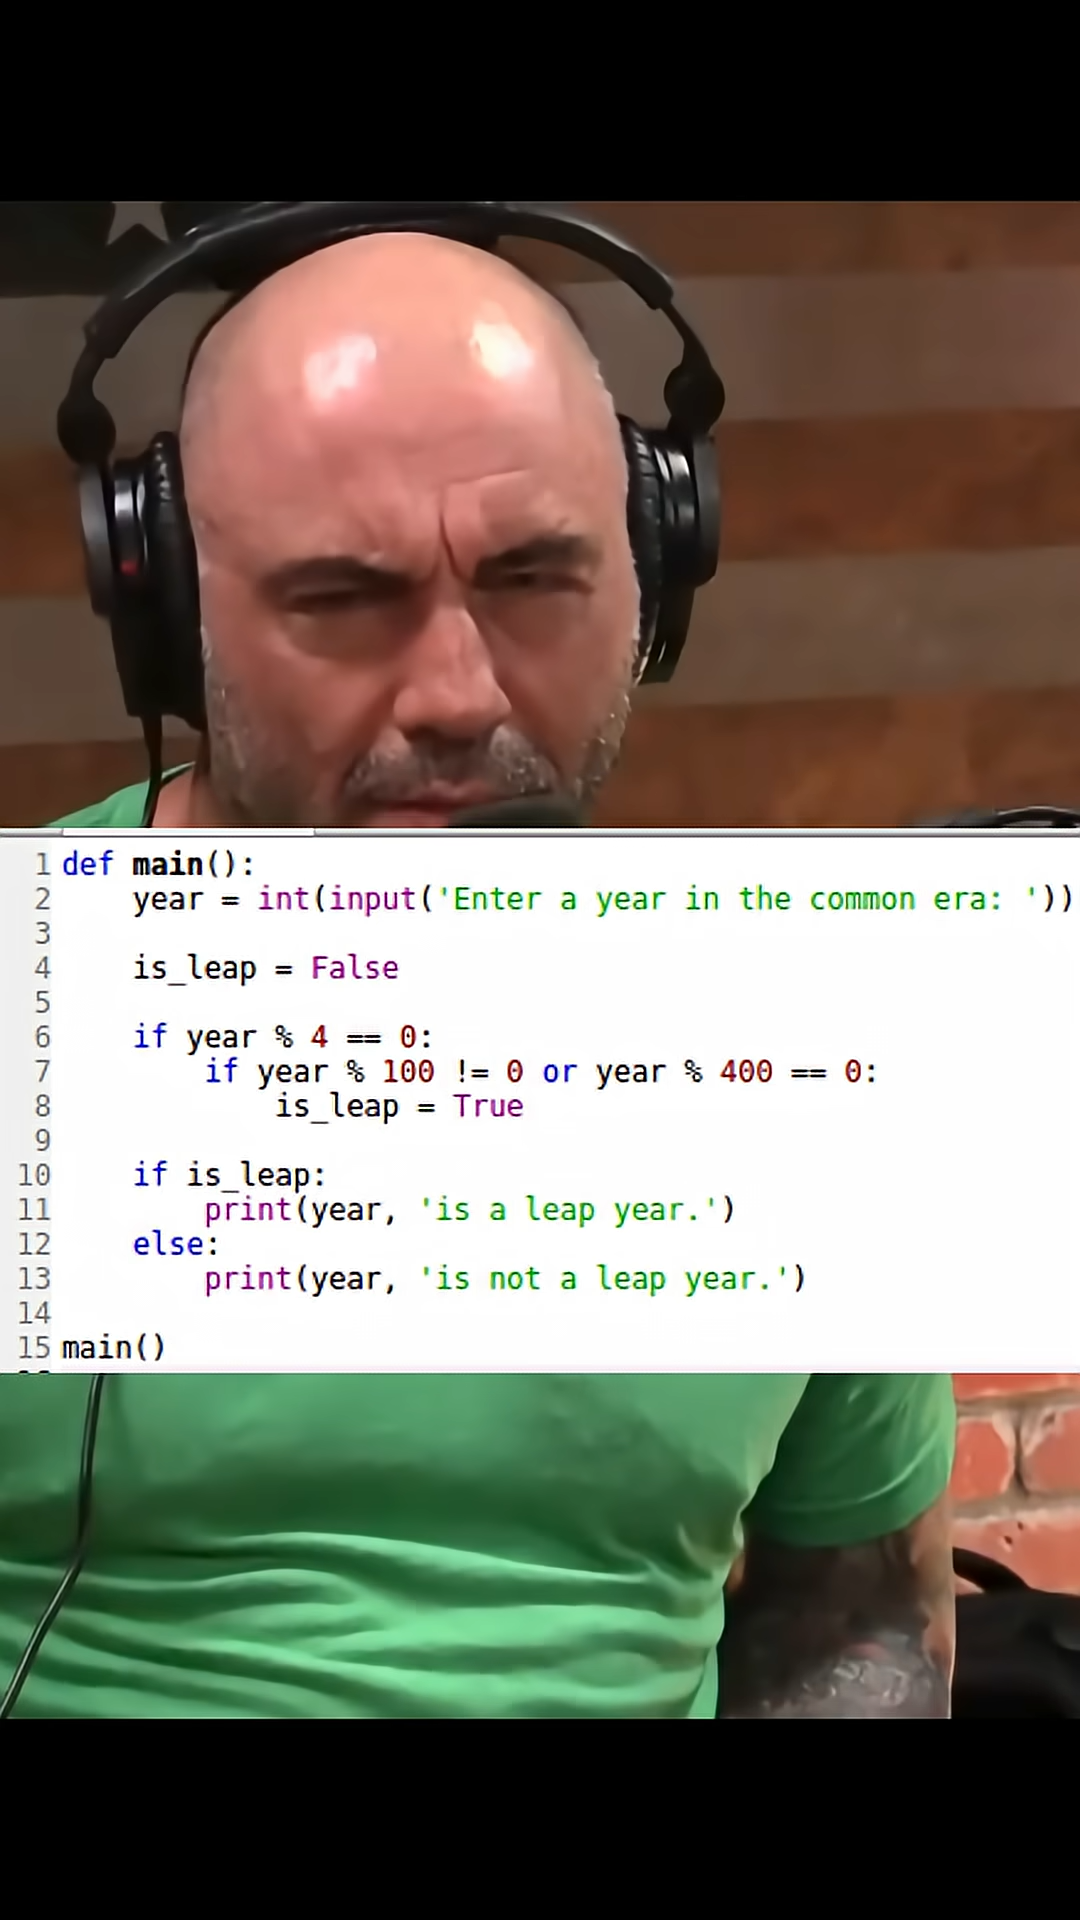 1 def main():
2     year = int(input('Enter a year in the common era: '))
3
4     is_leap = False
5
6     if year % 4 == 0:
7         if year % 100 != 0 or year % 400 == 0:
8             is_leap = True
9
10     if is_leap:
11         print(year, 'is a leap year.')
12     else:
13         print(year, 'is not a leap year.')
14
15 main()